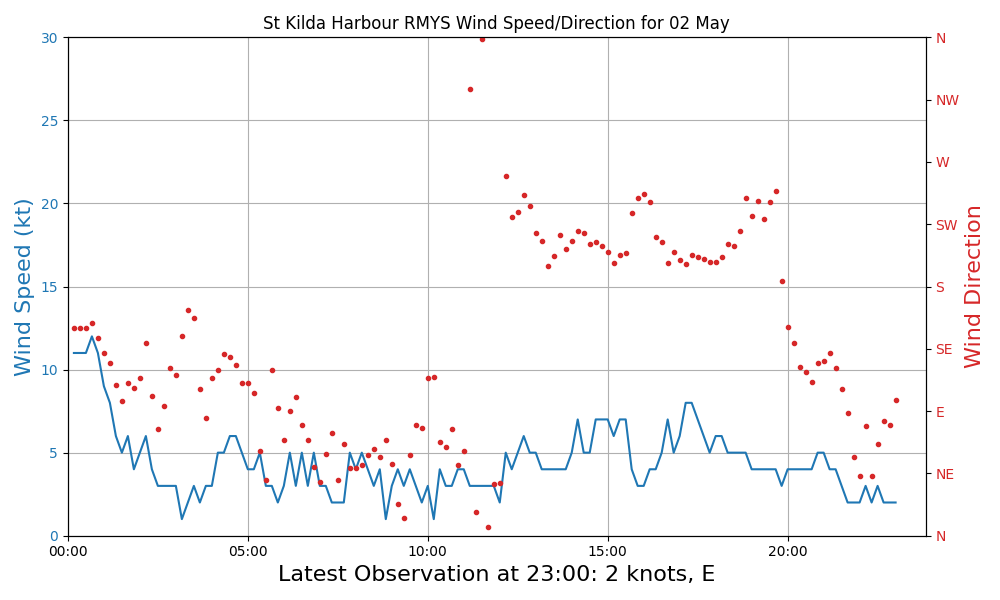 St Kilda Harbour RMYS Wind Speed/Direction for 02 May
30
25
20
15
10
5
0
Wind Speed (kt)
N
NW
W
SW
S
SE
E
NE
N
Wind Direction
00:00 05:00 10:00 15:00 20:00
Latest Observation at 23:00: 2 knots, E